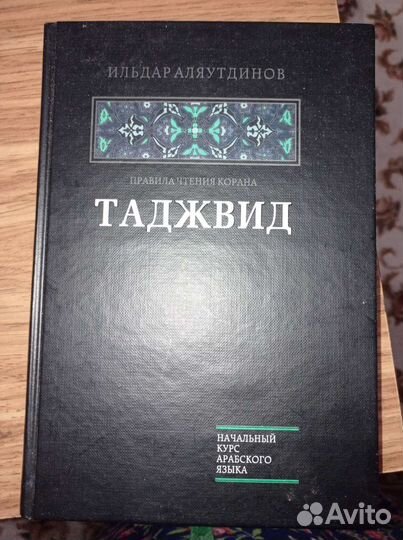 ИЛЬДАР АЛЯУТДИНОВ
ПРАВИЛА ЧТЕНИЯ КОРАНА
ТАДЖВИД
НАЧАЛЬНЫЙ
КУРС
АРАБСКОГО
ЯЗЫКА
Avito